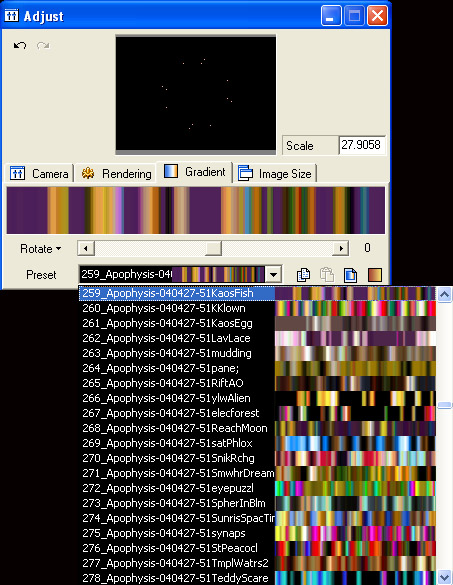 Adjust
Scale 27.9058
Camera Rendering Gradient Image Size
Rotate 0
Preset 259_Apophysis-040
259_Apophysis-040427-51KaosFish
260_Apophysis-040427-51KKlown
261_Apophysis-040427-51KaosEgg
262_Apophysis-040427-51LavLace
263_Apophysis-040427-51mudding
264_Apophysis-040427-51pane;
265_Apophysis-040427-51RiftAO
266_Apophysis-040427-51ylwAlien
267_Apophysis-040427-51elecforest
268_Apophysis-040427-51ReachMoon
269_Apophysis-040427-51satPhlox
270_Apophysis-040427-51SnikRchg
271_Apophysis-040427-51SmwhrDream
272_Apophysis-040427-51eyepuzzl
273_Apophysis-040427-51SpherInBlm
274_Apophysis-040427-51SunrisSpacTir
275_Apophysis-040427-51synaps
276_Apophysis-040427-51StPeacocl
277_Apophysis-040427-51TmplWatrs2
278_Apophysis-040427-51TeddyScare